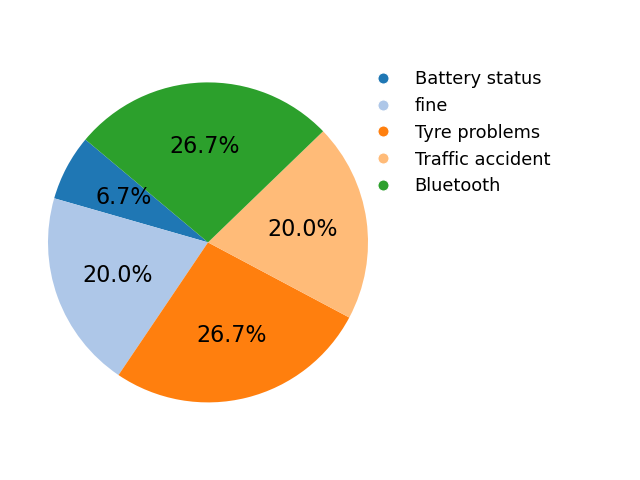 Battery status
fine
Tyre problems
Traffic accident
Bluetooth
26.7%
6.7%
20.0%
20.0%
26.7%